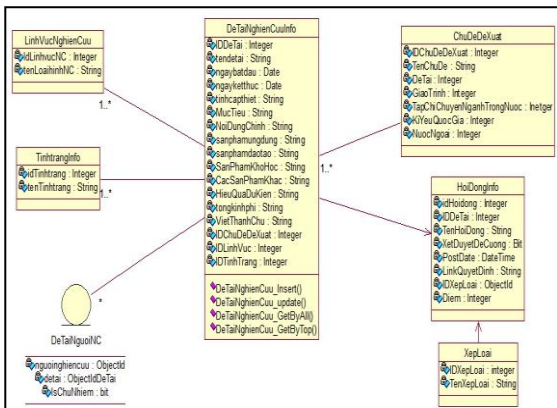 LinhVucNghienCuu
idLinhvucNC : Integer
tenLoaihinhNC : String
1..*
TinhtrangInfo
idTinhtrang : Integer
tenTinhtrang : String
1..*
*
DeTaiNguoiNC
nguoinghiencuu : ObjectId
detai : ObjectIdDeTai
IsChuNhiem : bit
DeTaiNghienCuuInfo
IDDeTai : Integer
tendetai : String
ngaybatdau : Date
ngayketthuc : Date
tinhcapthiet : String
MucTieu : String
NoiDungChinh : String
sanphamungdung : String
sanphamdaotao : String
SanPhamKhoHoc : String
CacSanPhamKhac : String
HieuQuaDuKien : String
tongkinhphi : String
VietThanhChu : String
IDChuDeDeXuat : Integer
IDLinhVuc : Integer
IDTinhTrang : Integer
DeTaiNghienCuu_Insert()
DeTaiNghienCuu_update()
DeTaiNghienCuu_GetByAll()
DeTaiNghienCuu_GetByTop()
ChuDeDeXuat
IDChuDeDeXuat : Integer
TenChuDe : String
DeTai : Integer
GiaoTrinh : Integer
TapChiChuyenNganhTrongNuoc : Inetger
KiYeuQuocGia : Integer
NuocNgoai : Integer
1..*
HoiDongInfo
idHoidong : Integer
IDDeTai : Integer
TenHoiDong : String
XetDuyetDeCuong : Bit
PostDate : DateTime
LinkQuyetDinh : String
IDXepLoai : ObjectId
Diem : Integer
XepLoai
IDXepLoai : integer
TenXepLoai : String